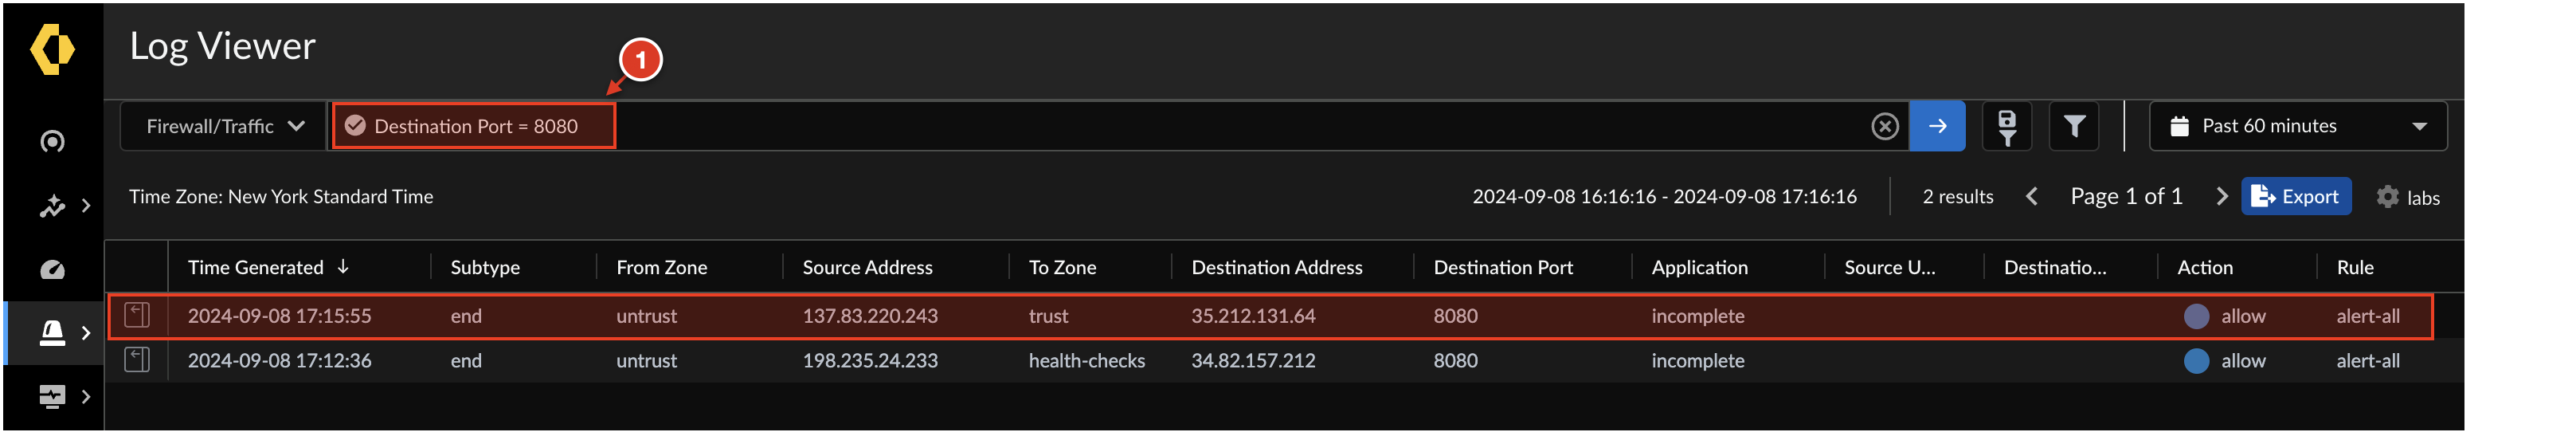 Log Viewer
1
Firewall/Traffic Destination Port = 8080 Past 60 minutes
Time Zone: New York Standard Time 2024-09-08 16:16:16 - 2024-09-08 17:16:16 2 results Page 1 of 1 Export labs
Time Generated Subtype From Zone Source Address To Zone Destination Address Destination Port Application Source U... Destinatio... Action Rule
2024-09-08 17:15:55 end untrust 137.83.220.243 trust 35.212.131.64 8080 incomplete allow alert-all
2024-09-08 17:12:36 end untrust 198.235.24.233 health-checks 34.82.157.212 8080 incomplete allow alert-all